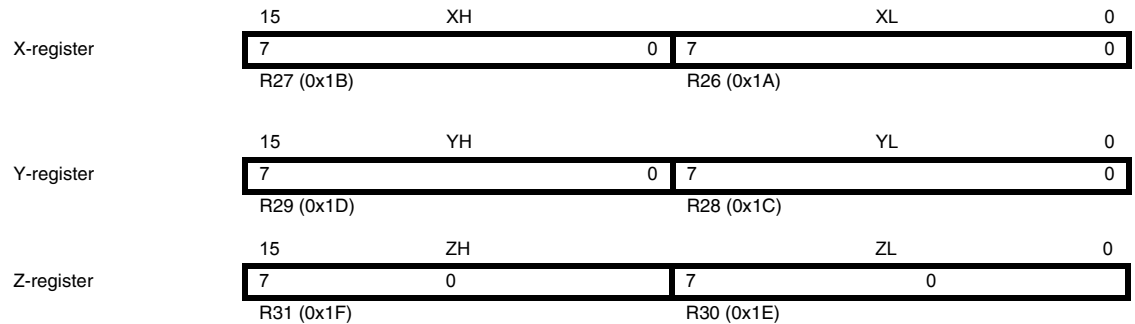 15 XH XL 0
X-register 7 0 7 0
R27 (0x1B) R26 (0x1A)
15 YH YL 0
Y-register 7 0 7 0
R29 (0x1D) R28 (0x1C)
15 ZH ZL 0
Z-register 7 0 7 0
R31 (0x1F) R30 (0x1E)